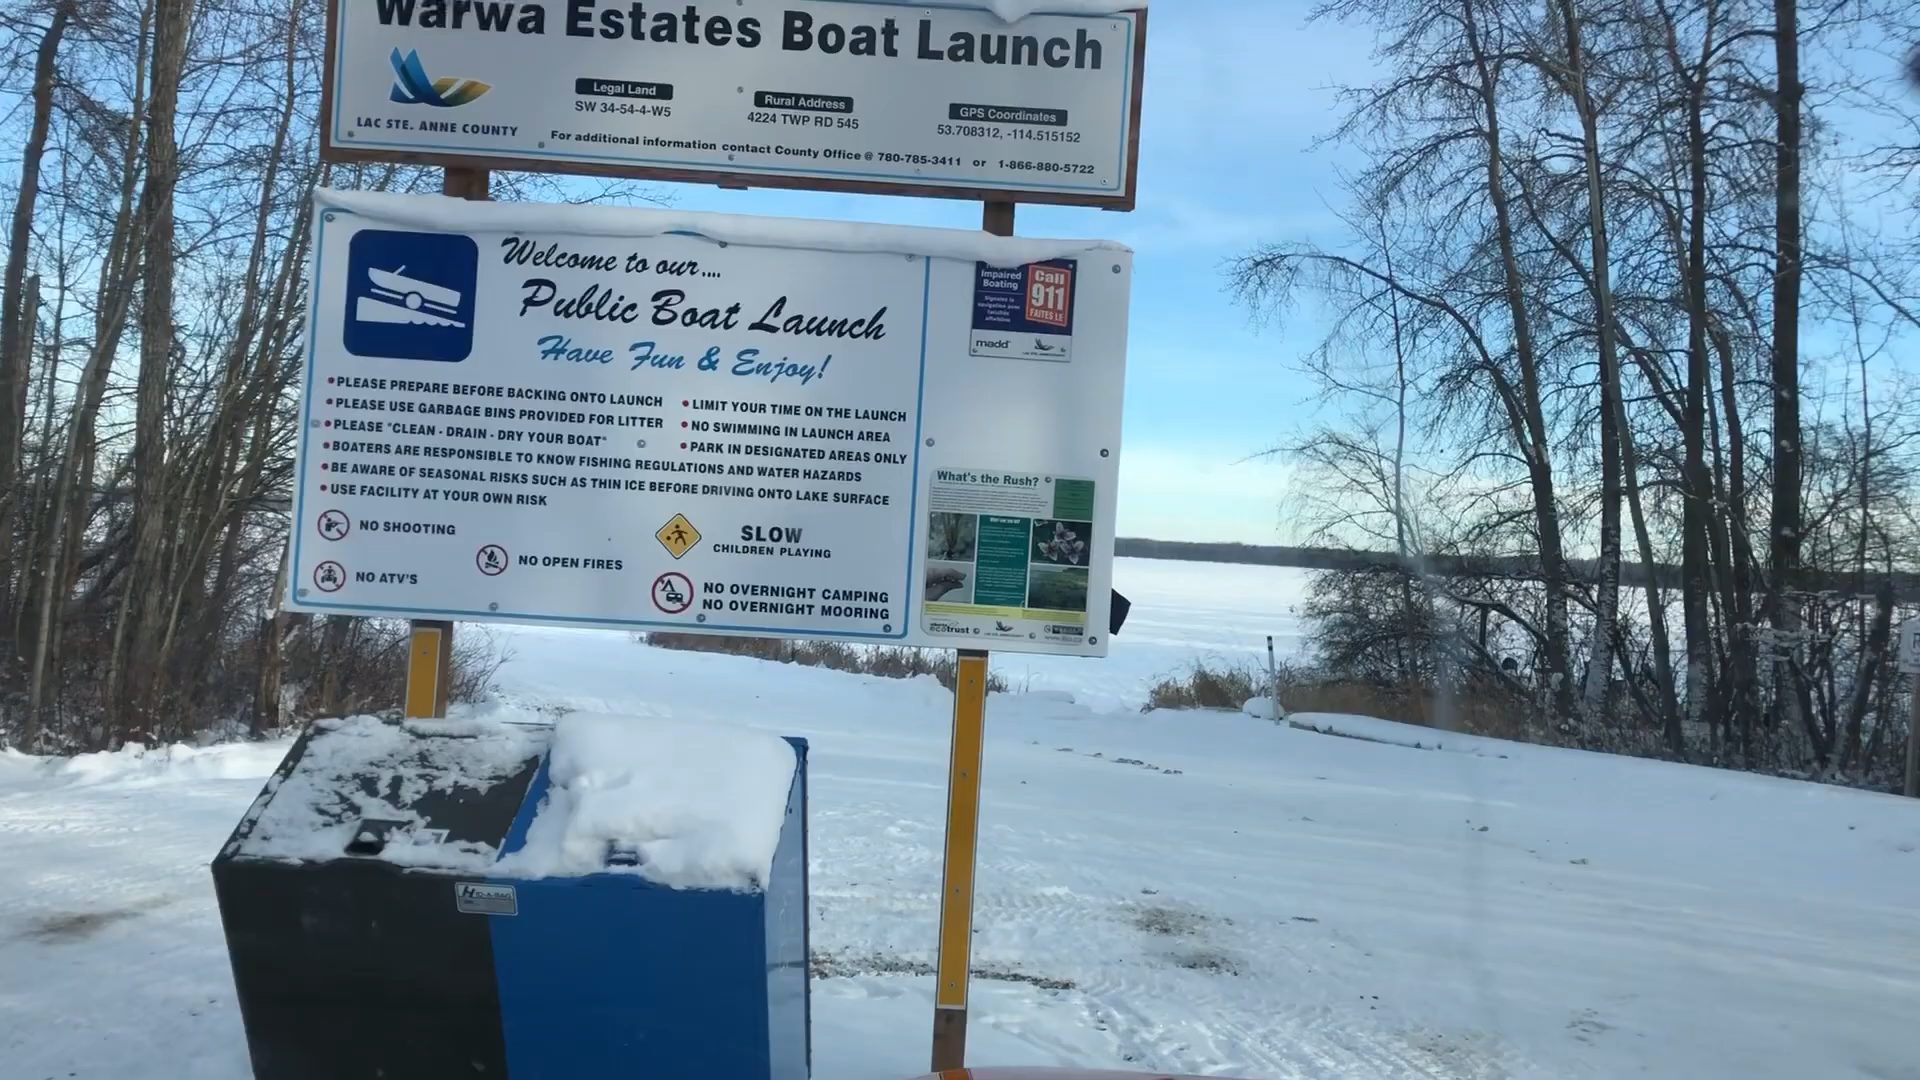 Warwa Estates Boat Launch
LAC STE. ANNE COUNTY
Legal Land
SW 34-54-4-W5
Rural Address
4224 TWP RD 545
GPS Coordinates
53.708312, -114.515152
For additional information contact County Office @ 780-785-3411 or 1-866-880-5722
Welcome to our....
Public Boat Launch
Have Fun & Enjoy!
•PLEASE PREPARE BEFORE BACKING ONTO LAUNCH
•PLEASE USE GARBAGE BINS PROVIDED FOR LITTER
•PLEASE "CLEAN - DRAIN - DRY YOUR BOAT"
• LIMIT YOUR TIME ON THE LAUNCH
• NO SWIMMING IN LAUNCH AREA
• PARK IN DESIGNATED AREAS ONLY
•BOATERS ARE RESPONSIBLE TO KNOW FISHING REGULATIONS AND WATER HAZARDS
•BE AWARE OF SEASONAL RISKS SUCH AS THIN ICE BEFORE DRIVING ONTO LAKE SURFACE
•USE FACILITY AT YOUR OWN RISK
NO SHOOTING
NO ATV'S
NO OPEN FIRES
SLOW
CHILDREN PLAYING
NO OVERNIGHT CAMPING
NO OVERNIGHT MOORING
Impaired
Boating
Call
911
FAITES LE
madd
What's the Rush?
ecotrust